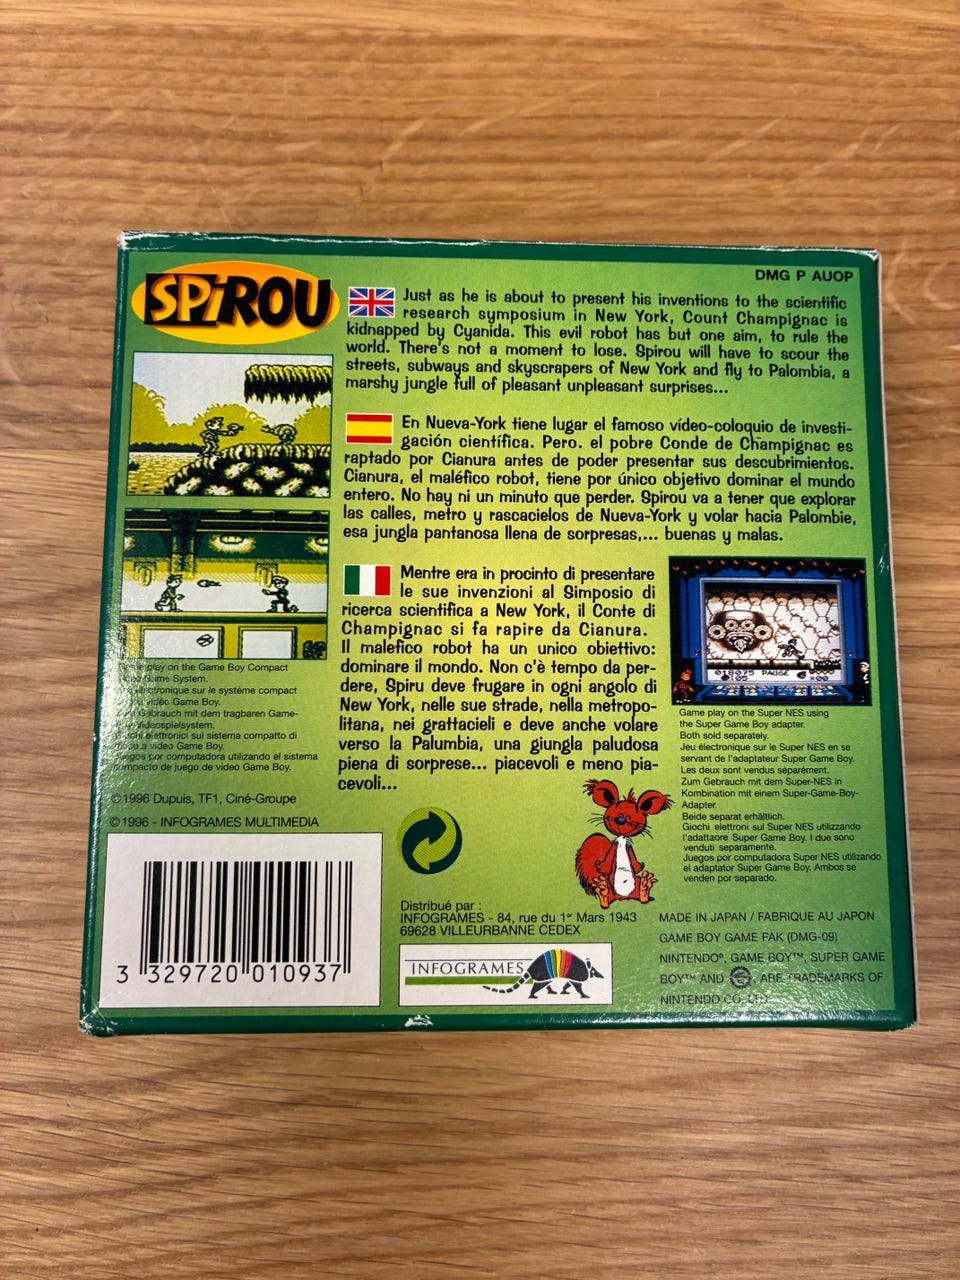 DMG P AUOP
SPiROU
Just as he is about to present his inventions to the scientific
research symposium in New York, Count Champignac is
kidnapped by Cyanida. This evil robot has but one aim, to rule the
world. There's not a moment to lose. Spirou will have to scour the
streets, subways and skyscrapers of New York and fly to Palombia, a
marshy jungle full of pleasant unpleasant surprises...
En Nueva-York tiene lugar el famoso vídeo-coloquio de investi-
gación científica. Pero. el pobre Conde de Champignac es
raptado por Cianura antes de poder presentar sus descubrimientos.
Cianura, el maléfico robot, tiene por único objetivo dominar el mundo
entero. No hay ni un minuto que perder. Spirou va a tener que explorar
las calles, metro y rascacielos de Nueva-York y volar hacia Palombie,
esa jungla pantanosa llena de sorpresas,... buenas y malas.
Mentre era in procinto di presentare
le sue invenzioni al Simposio di
ricerca scientifica a New York, il Conte di
Champignac si fa rapire da Cianura.
Il malefico robot ha un unico obiettivo:
dominare il mondo. Non c'è tempo da per-
dere, Spiru deve frugare in ogni angolo di
New York, nelle sue strade, nella metropo-
litana, nei grattacieli e deve anche volare
verso la Palumbia, una giungla paludosa
piena di sorprese... piacevoli e meno pia-
cevoli...
play on the Game Boy Compact
Game System.
électronique sur le système compact
vidéo Game Boy.
Gebrauch mit dem tragbaren Game-
Videospielsystem.
elettronici sul sistema compatto di
a video Game Boy.
Juegos por computadora utilizando el sistema
compacto de juego de video Game Boy.
©1996 Dupuis, TF1, Ciné-Groupe
©1996 - INFOGRAMES MULTIMEDIA
3 329720 010937
018075 PAUSE
105
×00
Game play on the Super NES using
the Super Game Boy adapter.
Both sold separately.
Jeu électronique sur le Super NES en se
servant de l'adaptateur Super Game Boy.
Les deux sont vendus séparément.
Zum Gebrauch mit dem Super-NES in
Kombination mit einem Super-Game-Boy-
Adapter.
Beide separat erhältlich.
Giochi elettroni sul Super NES utilizzando
l'adattaore Super Game Boy. I due sono
venduti separamente.
Juegos por computadora Super NES utilizando
el adaptator Super Game Boy. Ambos se
venden por separado.
Distribué par :
INFOGRAMES - 84, rue du 1er Mars 1943
69628 VILLEURBANNE CEDEX
INFOGRAMES
MADE IN JAPAN / FABRIQUE AU JAPON
GAME BOY GAME PAK (DMG-09)
NINTENDO®, GAME BOY™, SUPER GAME
BOY™ AND ARE TRADEMARKS OF
NINTENDO CO., LTD.